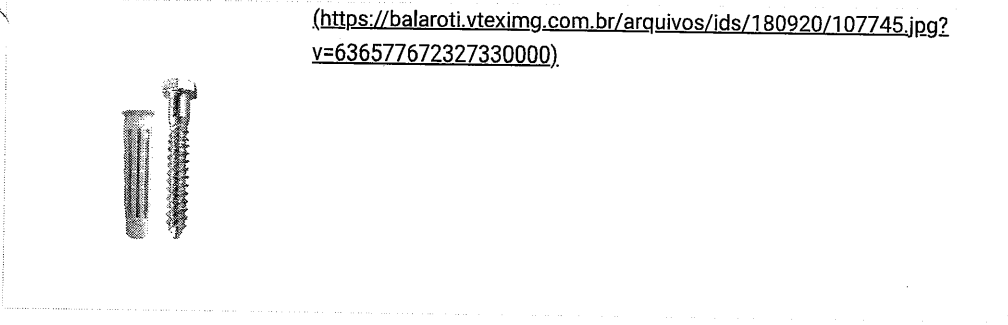 (https://balaroti.vteximg.com.br/arquivos/ids/180920/107745.jpg?
v=636577672327330000)